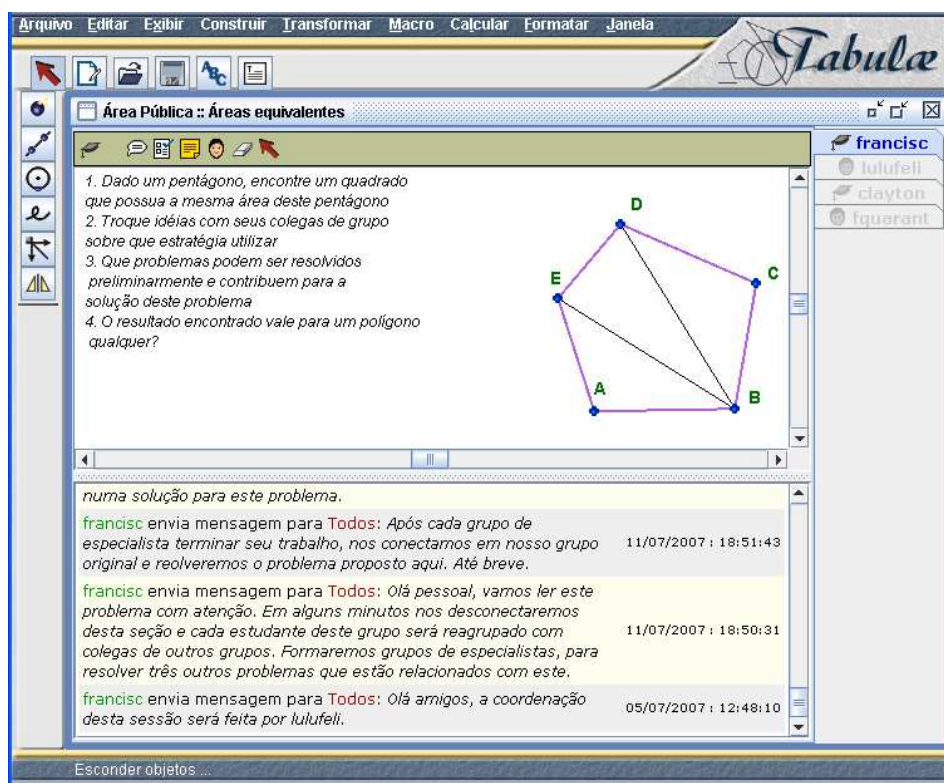 Arquivo Editar Exibir Construir Transformar Macro Calcular Formatar Janela
Tabulæ
ABC
Área Pública :: Áreas equivalentes
francisc
lulufeli
clayton
fquarant
1. Dado um pentágono, encontre um quadrado
que possua a mesma área deste pentágono
2. Troque idéias com seus colegas de grupo
sobre que estratégia utilizar
3. Que problemas podem ser resolvidos
preliminarmente e contribuem para a
solução deste problema
4. O resultado encontrado vale para um polígono
qualquer?
D
C
E
A
B
numa solução para este problema.
francisc envia mensagem para Todos: Após cada grupo de
especialista terminar seu trabalho, nos conectamos em nosso grupo
original e reolveremos o problema proposto aqui. Até breve.
11/07/2007 : 18:51:43
francisc envia mensagem para Todos: Olá pessoal, vamos ler este
problema com atenção. Em alguns minutos nos desconectaremos
desta seção e cada estudante deste grupo será reagrupado com
colegas de outros grupos. Formaremos grupos de especialistas, para
resolver três outros problemas que estão relacionados com este.
11/07/2007 : 18:50:31
francisc envia mensagem para Todos: Olá amigos, a coordenação
desta sessão será feita por lulufeli.
05/07/2007 : 12:48:10
Esconder objetos ...